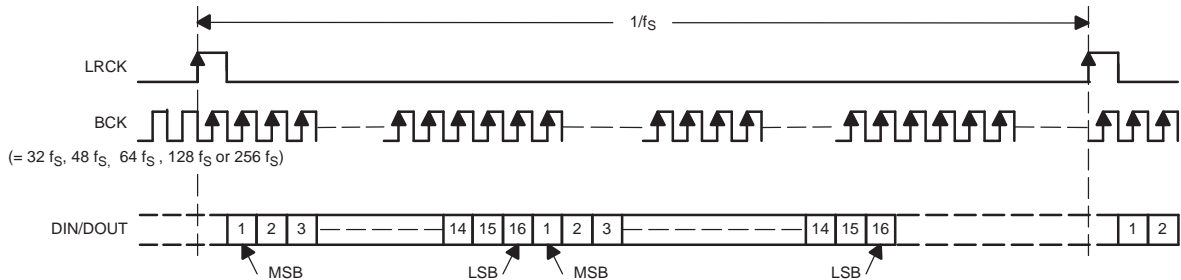 1/fS
LRCK
BCK
(= 32 fS, 48 fS, 64 fS , 128 fS or 256 fS)
DIN/DOUT 1 2 3 14 15 16 1 2 3 14 15 16 1 2
MSB LSB MSB LSB